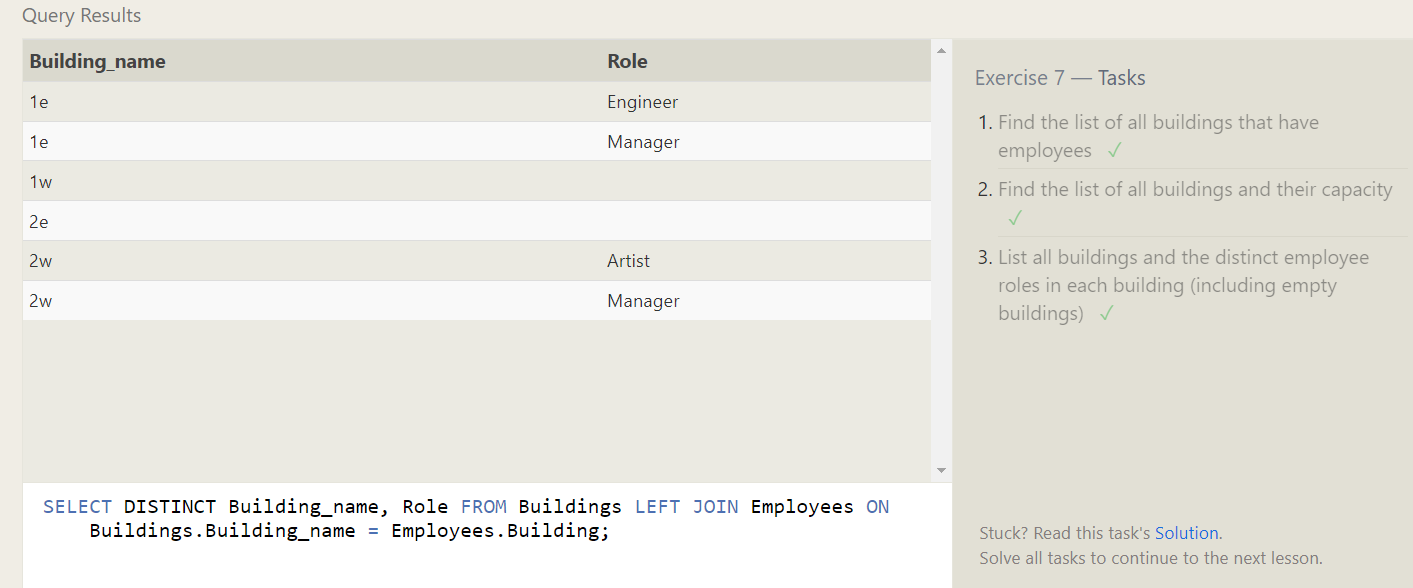 Query Results
Building_name Role
1e Engineer
1e Manager
1w
2e
2w Artist
2w Manager
SELECT DISTINCT Building_name, Role FROM Buildings LEFT JOIN Employees ON
Buildings.Building_name = Employees.Building;
Exercise 7 — Tasks
1. Find the list of all buildings that have
employees ✓
2. Find the list of all buildings and their capacity
✓
3. List all buildings and the distinct employee
roles in each building (including empty
buildings) ✓
Stuck? Read this task's Solution.
Solve all tasks to continue to the next lesson.